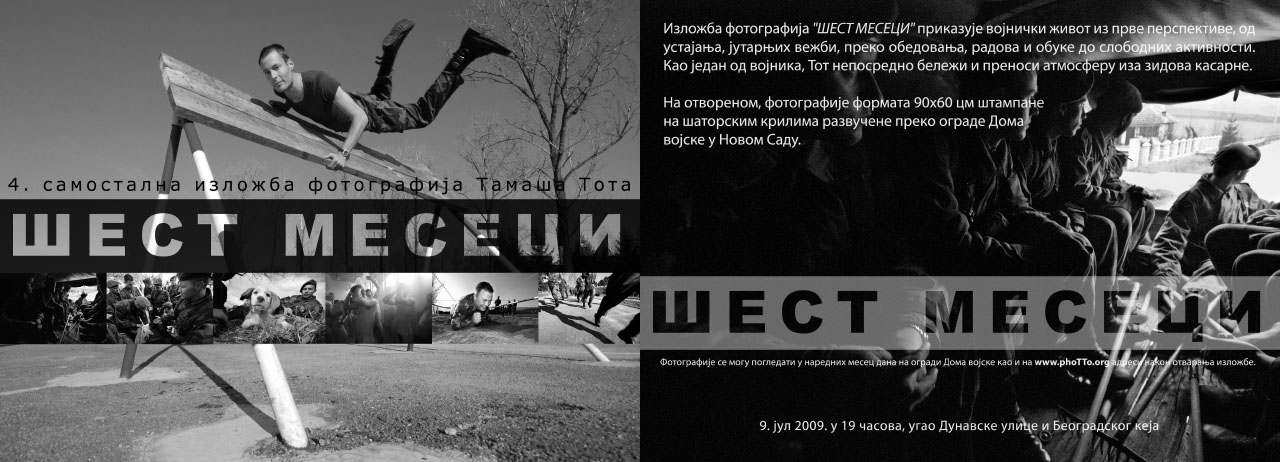 4. самостална изложба фотографија Тамаша Тота
ШЕСТ МЕСЕЦИ
Изложба фотографија "ШЕСТ МЕСЕЦИ" приказује војнички живот из прве перспективе, од
устајања, јутарњих вежби, преко обедовања, радова и обуке до слободних активности.
Као један од војника, Тот непосредно бележи и преноси атмосферу иза зидова касарне.
На отвореном, фотографије формата 90x60 цм штампане
на шаторским крилима развучене преко ограде Дома
војске у Новом Саду.
ШЕСТ МЕСЕЦИ
Фотографије се могу погледати у наредних месец дана на огради Дома војске као и на www.phoTTo.org адреси након отварања изложбе.
9. јул 2009. у 19 часова, угао Дунавске улице и Београдског кеја